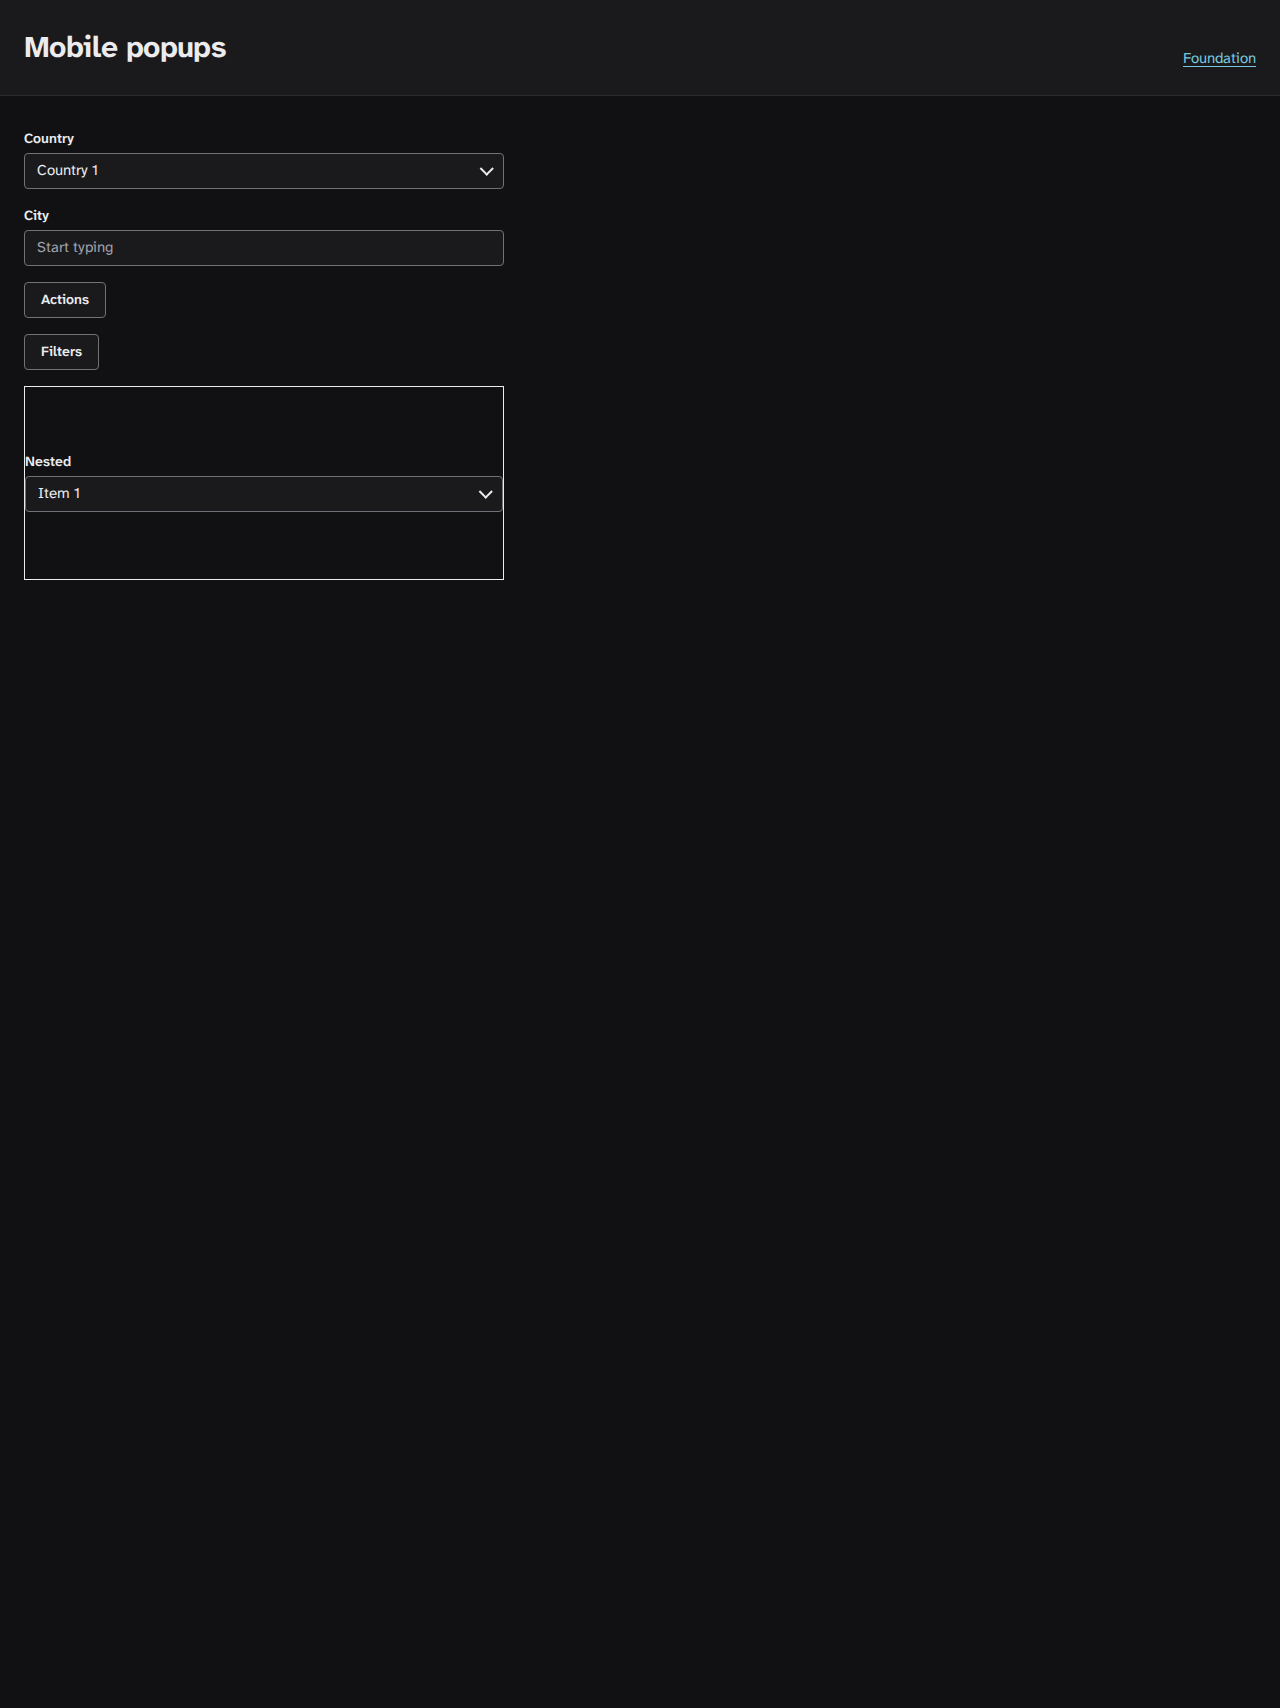 Mobile popups
Foundation
Country
Country 1
City
Start typing
Actions
Filters
Nested
Item 1